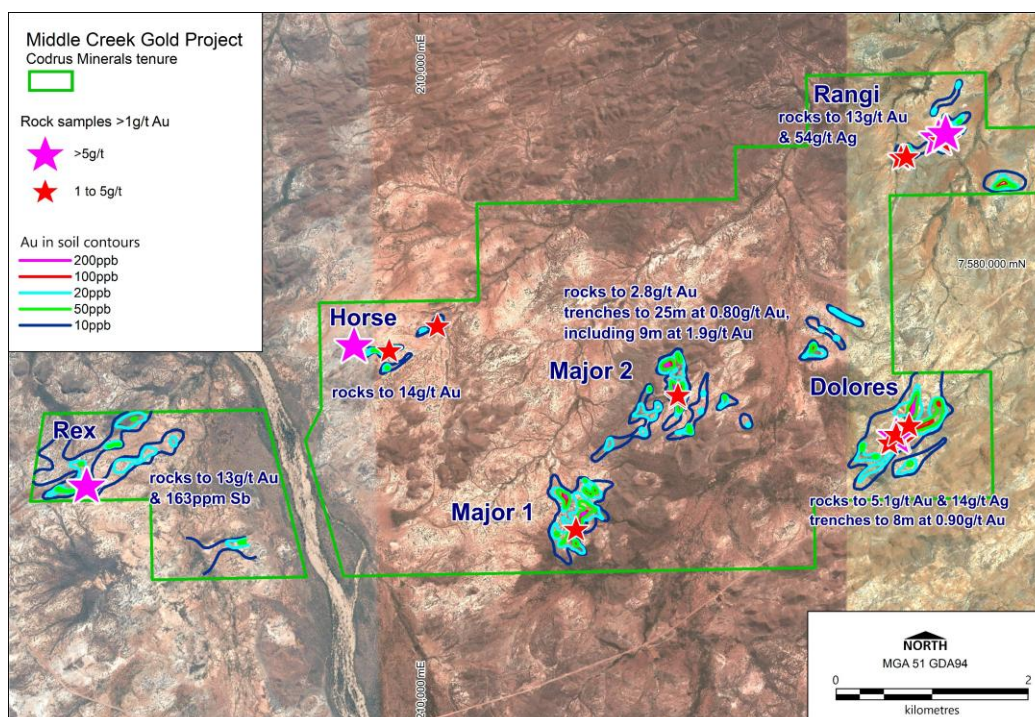 Middle Creek Gold Project
Codrus Minerals tenure
Rock samples >1g/t Au
>5g/t
1 to 5g/t
Au in soil contours
200ppb
100ppb
20ppb
50ppb
10ppb
210,000 mE
Rangi
rocks to 13g/t Au
& 54g/t Ag
7,580,000 mN
rocks to 2.8g/t Au
trenches to 25m at 0.80g/t Au,
including 9m at 1.9g/t Au
Horse
rocks to 14g/t Au
Major 2
Dolores
rocks to 5.1g/t Au & 14g/t Ag
trenches to 8m at 0.90g/t Au
Rex
rocks to 13g/t Au
& 163ppm Sb
Major 1
210,000 mE
NORTH
MGA 51 GDA94
0 2
kilometres